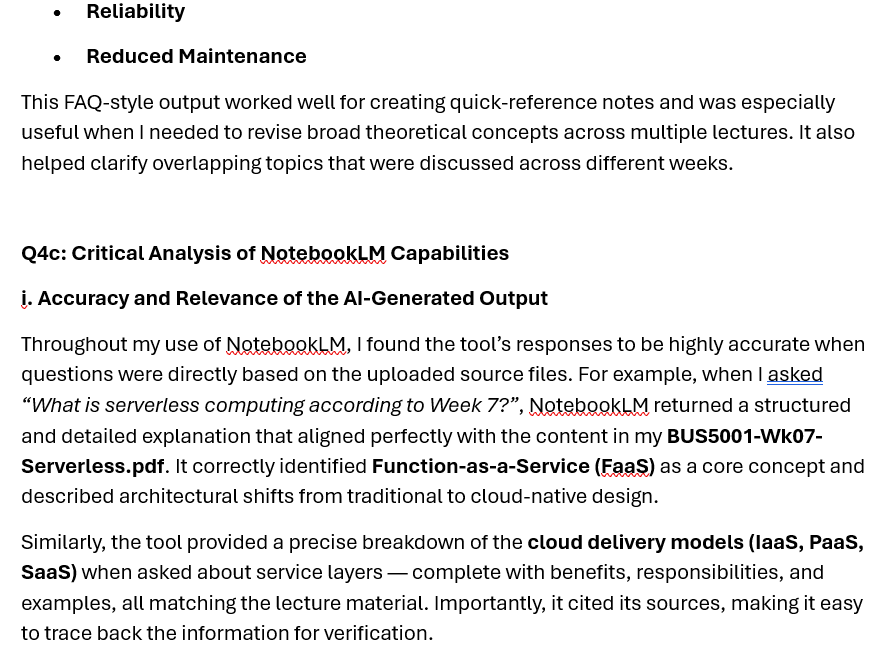 • Reliability
• Reduced Maintenance
This FAQ-style output worked well for creating quick-reference notes and was especially
useful when I needed to revise broad theoretical concepts across multiple lectures. It also
helped clarify overlapping topics that were discussed across different weeks.
Q4c: Critical Analysis of NotebookLM Capabilities
i. Accuracy and Relevance of the AI-Generated Output
Throughout my use of NotebookLM, I found the tool’s responses to be highly accurate when
questions were directly based on the uploaded source files. For example, when I asked
“What is serverless computing according to Week 7?”, NotebookLM returned a structured
and detailed explanation that aligned perfectly with the content in my BUS5001-Wk07-
Serverless.pdf. It correctly identified Function-as-a-Service (FaaS) as a core concept and
described architectural shifts from traditional to cloud-native design.
Similarly, the tool provided a precise breakdown of the cloud delivery models (IaaS, PaaS,
SaaS) when asked about service layers — complete with benefits, responsibilities, and
examples, all matching the lecture material. Importantly, it cited its sources, making it easy
to trace back the information for verification.